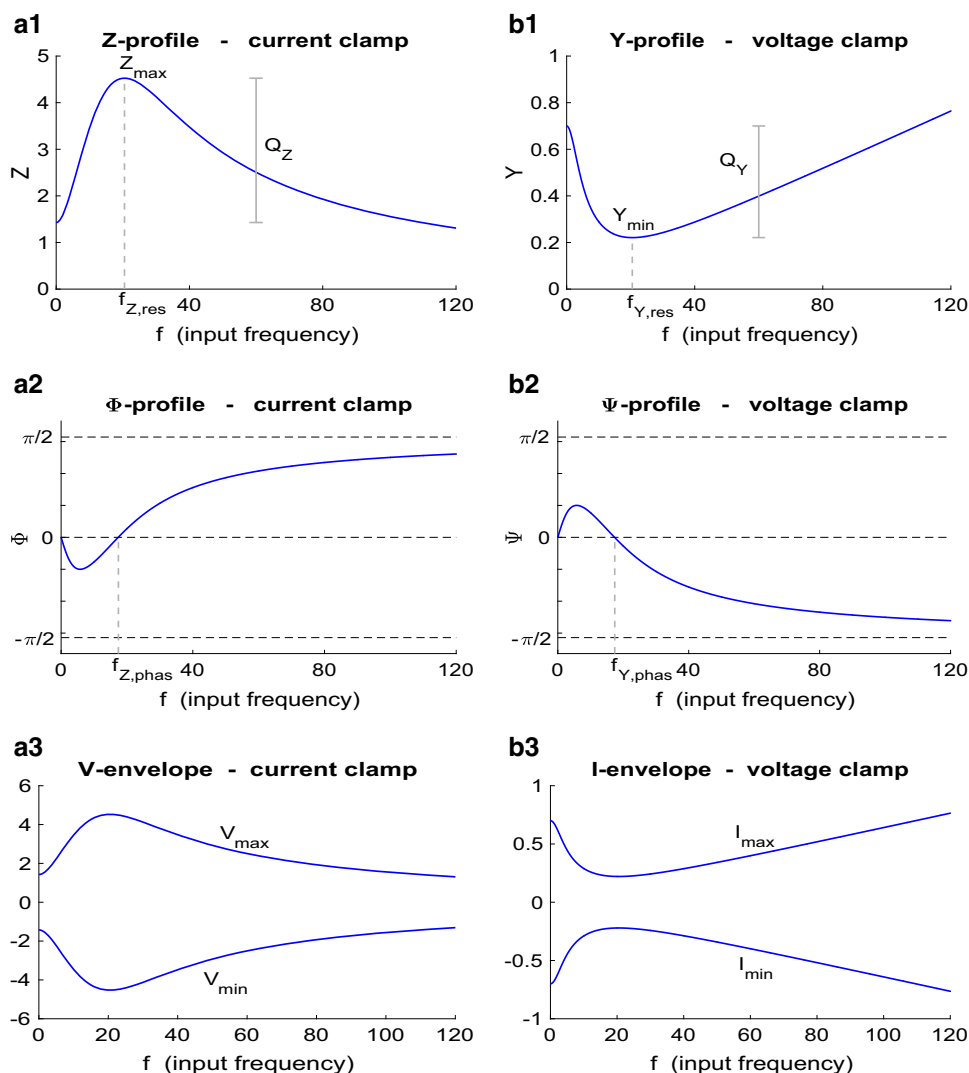 a1
Z-profile - current clamp
5
4
3
2
1
0
Z
Z_max
Q_Z
0
f_Z,res
40
80
120
f (input frequency)
b1
Y-profile - voltage clamp
1
0.8
0.6
0.4
0.2
0
Y
Y_min
Q_Y
0
f_Y,res
40
80
120
f (input frequency)
a2
Φ-profile - current clamp
π/2
0
-π/2
Φ
0
f_Z,phas
40
80
120
f (input frequency)
b2
Ψ-profile - voltage clamp
π/2
0
-π/2
Ψ
0
f_Y,phas
40
80
120
f (input frequency)
a3
V-envelope - current clamp
6
4
2
0
-2
-4
-6
V_max
V_min
0
20
40
60
80
100
120
f (input frequency)
b3
I-envelope - voltage clamp
1
0.5
0
-0.5
-1
I_max
I_min
0
20
40
60
80
100
120
f (input frequency)